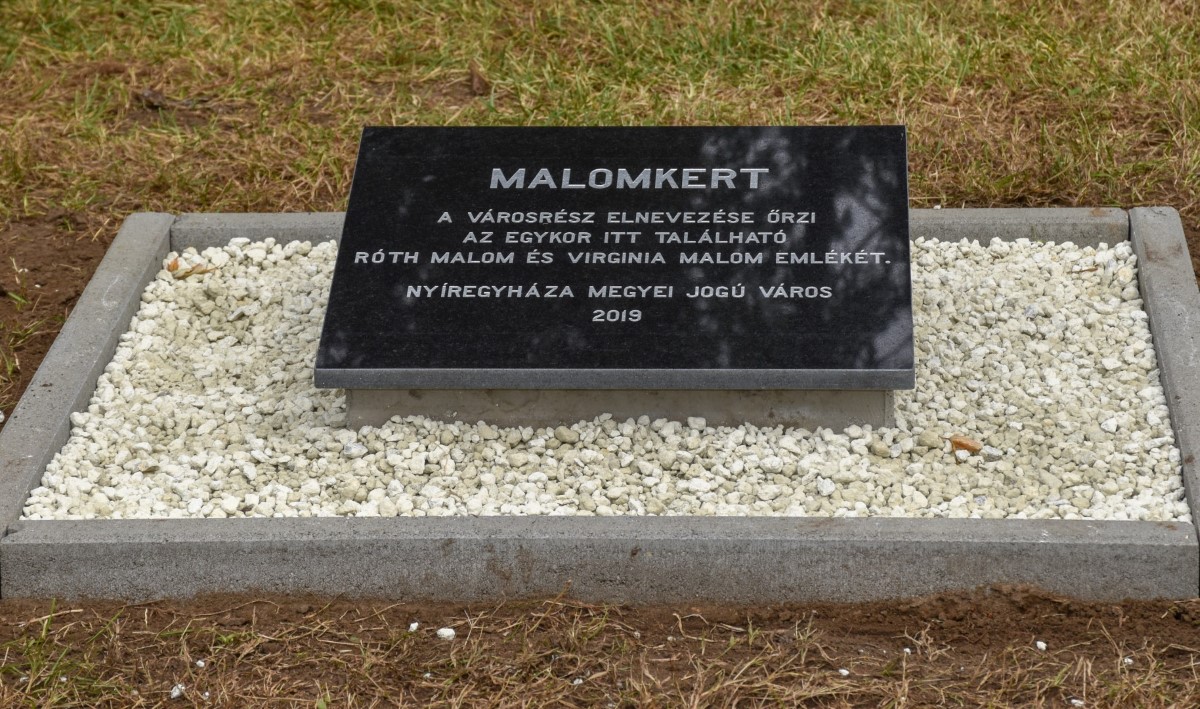 MALOMKERT
A VÁROSRÉSZ ELNEVEZÉSE ŐRZI
AZ EGYKOR ITT TALÁLHATÓ
RÓTH MALOM ÉS VIRGINIA MALOM EMLÉKÉT.
NYÍREGYHÁZA MEGYEI JOGÚ VÁROS
2019